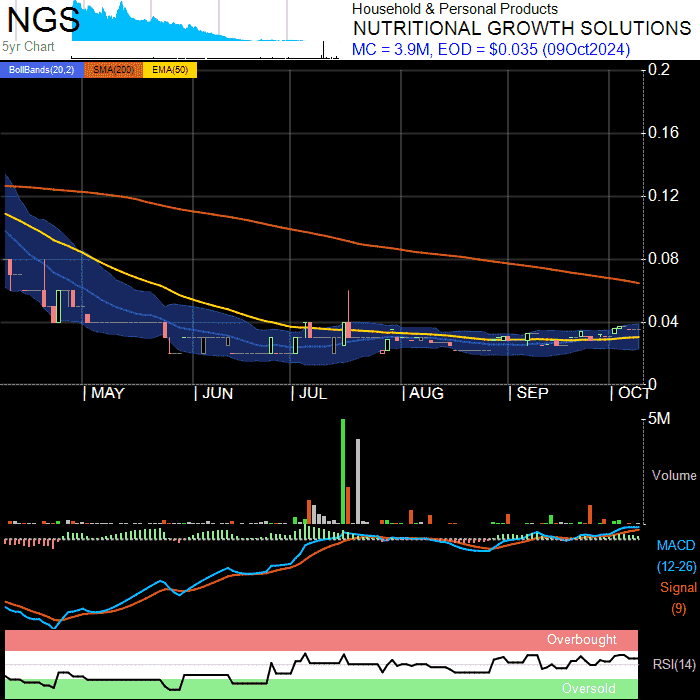 NGS
Household & Personal Products
NUTRITIONAL GROWTH SOLUTIONS
5yr Chart
MC = 3.9M, EOD = $0.035 (09Oct2024)
BollBands(20,2) SMA(200) EMA(50)
0.2
0.16
0.12
0.08
0.04
0
| MAY | JUN | JUL | AUG | SEP | OCT
5M
Volume
MACD
(12-26)
Signal
(9)
Overbought
RSI(14)
Oversold